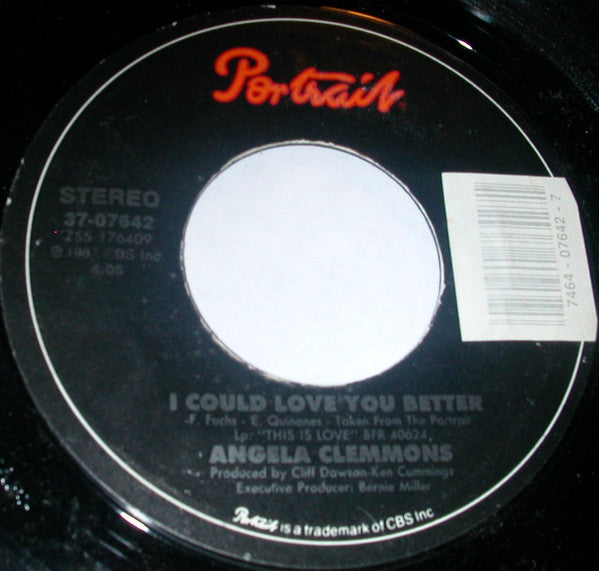 Portrait
STEREO
37-07642
ZSS 176409
© 1987 CBS Inc.
4:05
7464 - 07642 - 7
I COULD LOVE YOU BETTER
-F. Fuchs - E. Quinones - Taken From The Portrait
Lp: "THIS IS LOVE" BFR 40624,
ANGELA CLEMMONS
Produced by Cliff Dawson-Ken Cummings
Executive Producer: Bernie Miller
Portrait is a trademark of CBS Inc